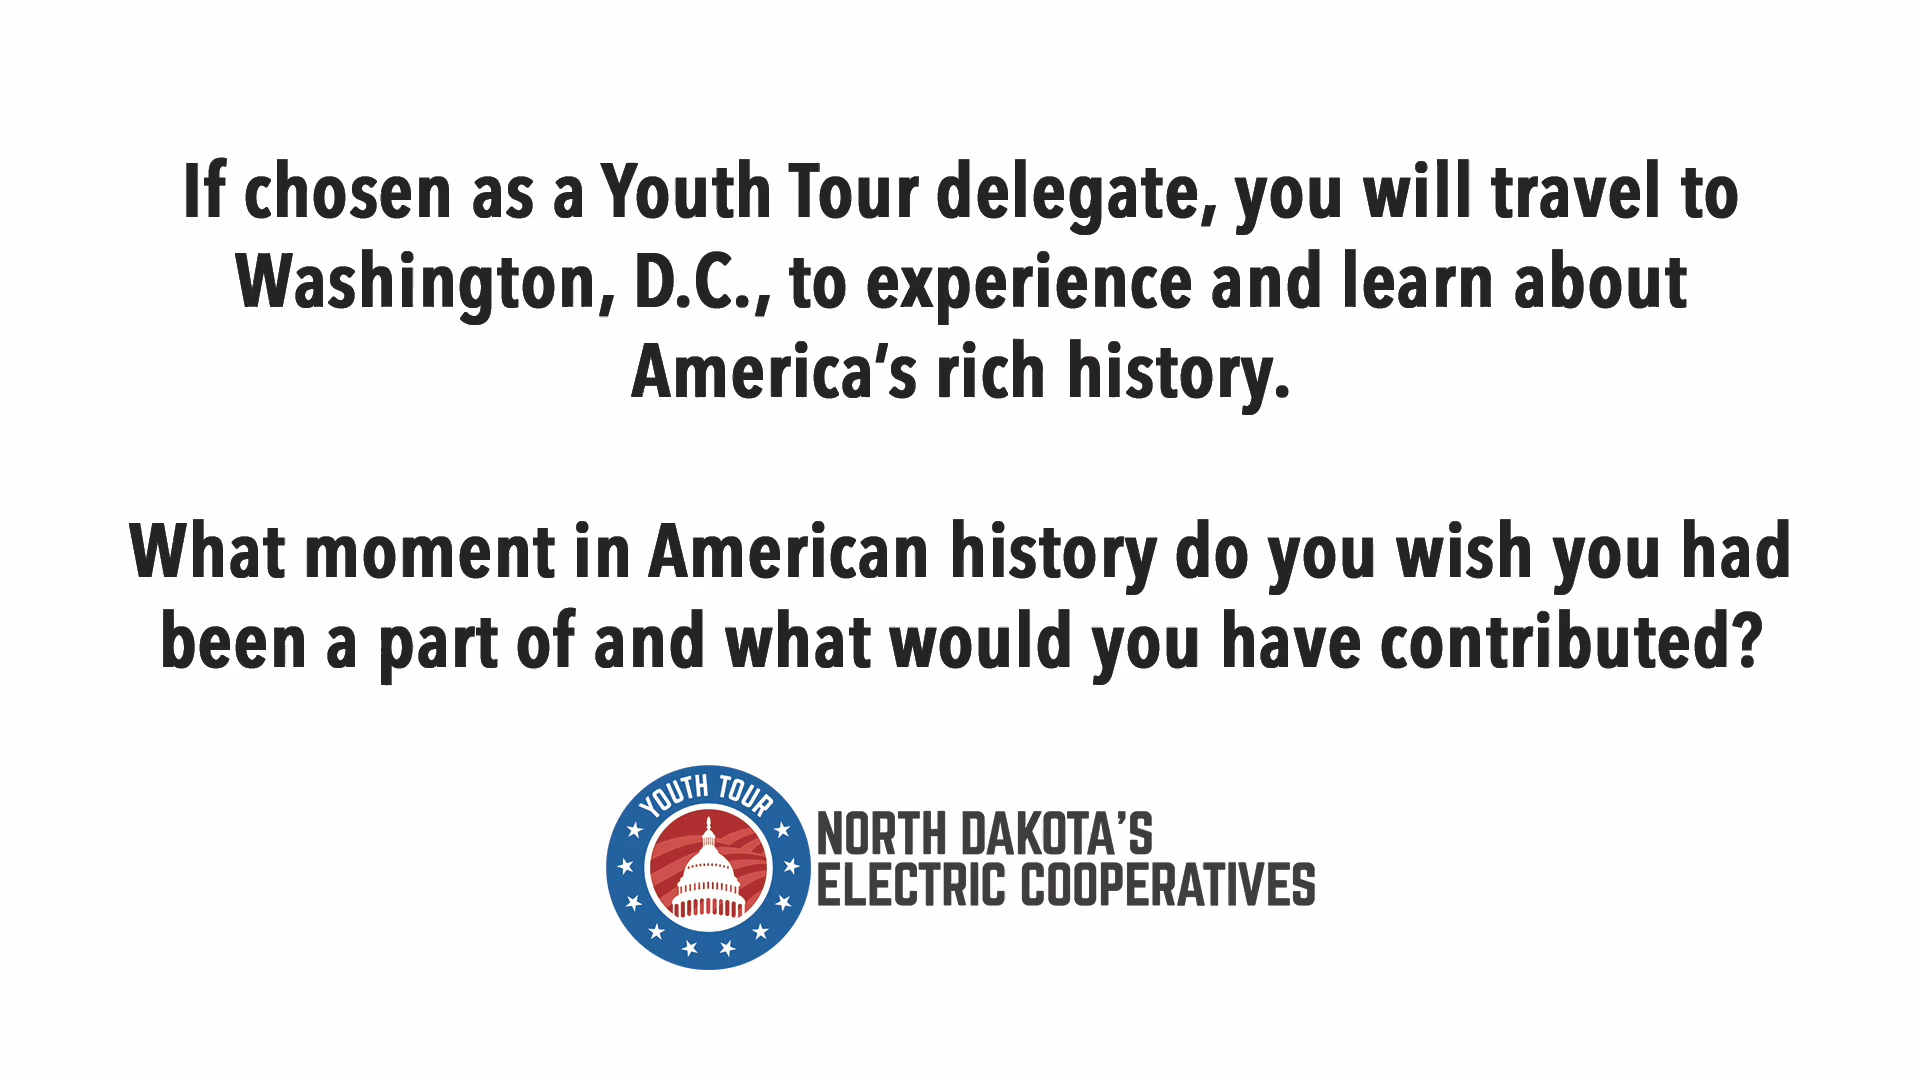 If chosen as a Youth Tour delegate, you will travel to
Washington, D.C., to experience and learn about
America's rich history.
What moment in American history do you wish you had
been a part of and what would you have contributed?
YOUTH TOUR
NORTH DAKOTA'S
ELECTRIC COOPERATIVES